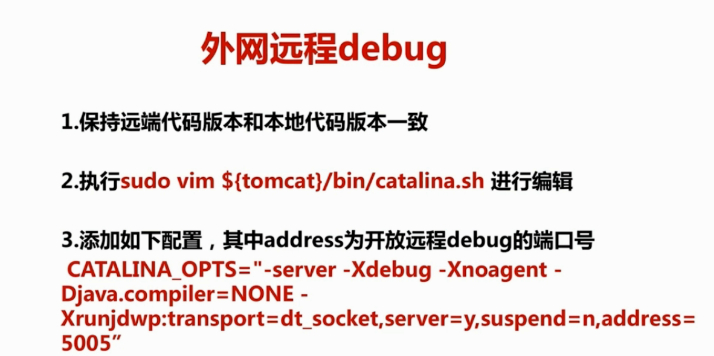 外网远程debug
1.保持远端代码版本和本地代码版本一致
2.执行sudo vim ${tomcat}/bin/catalina.sh 进行编辑
3.添加如下配置，其中address为开放远程debug的端口号
CATALINA_OPTS="-server -Xdebug -Xnoagent -
Djava.compiler=NONE -
Xrunjdwp:transport=dt_socket,server=y,suspend=n,address=
5005”